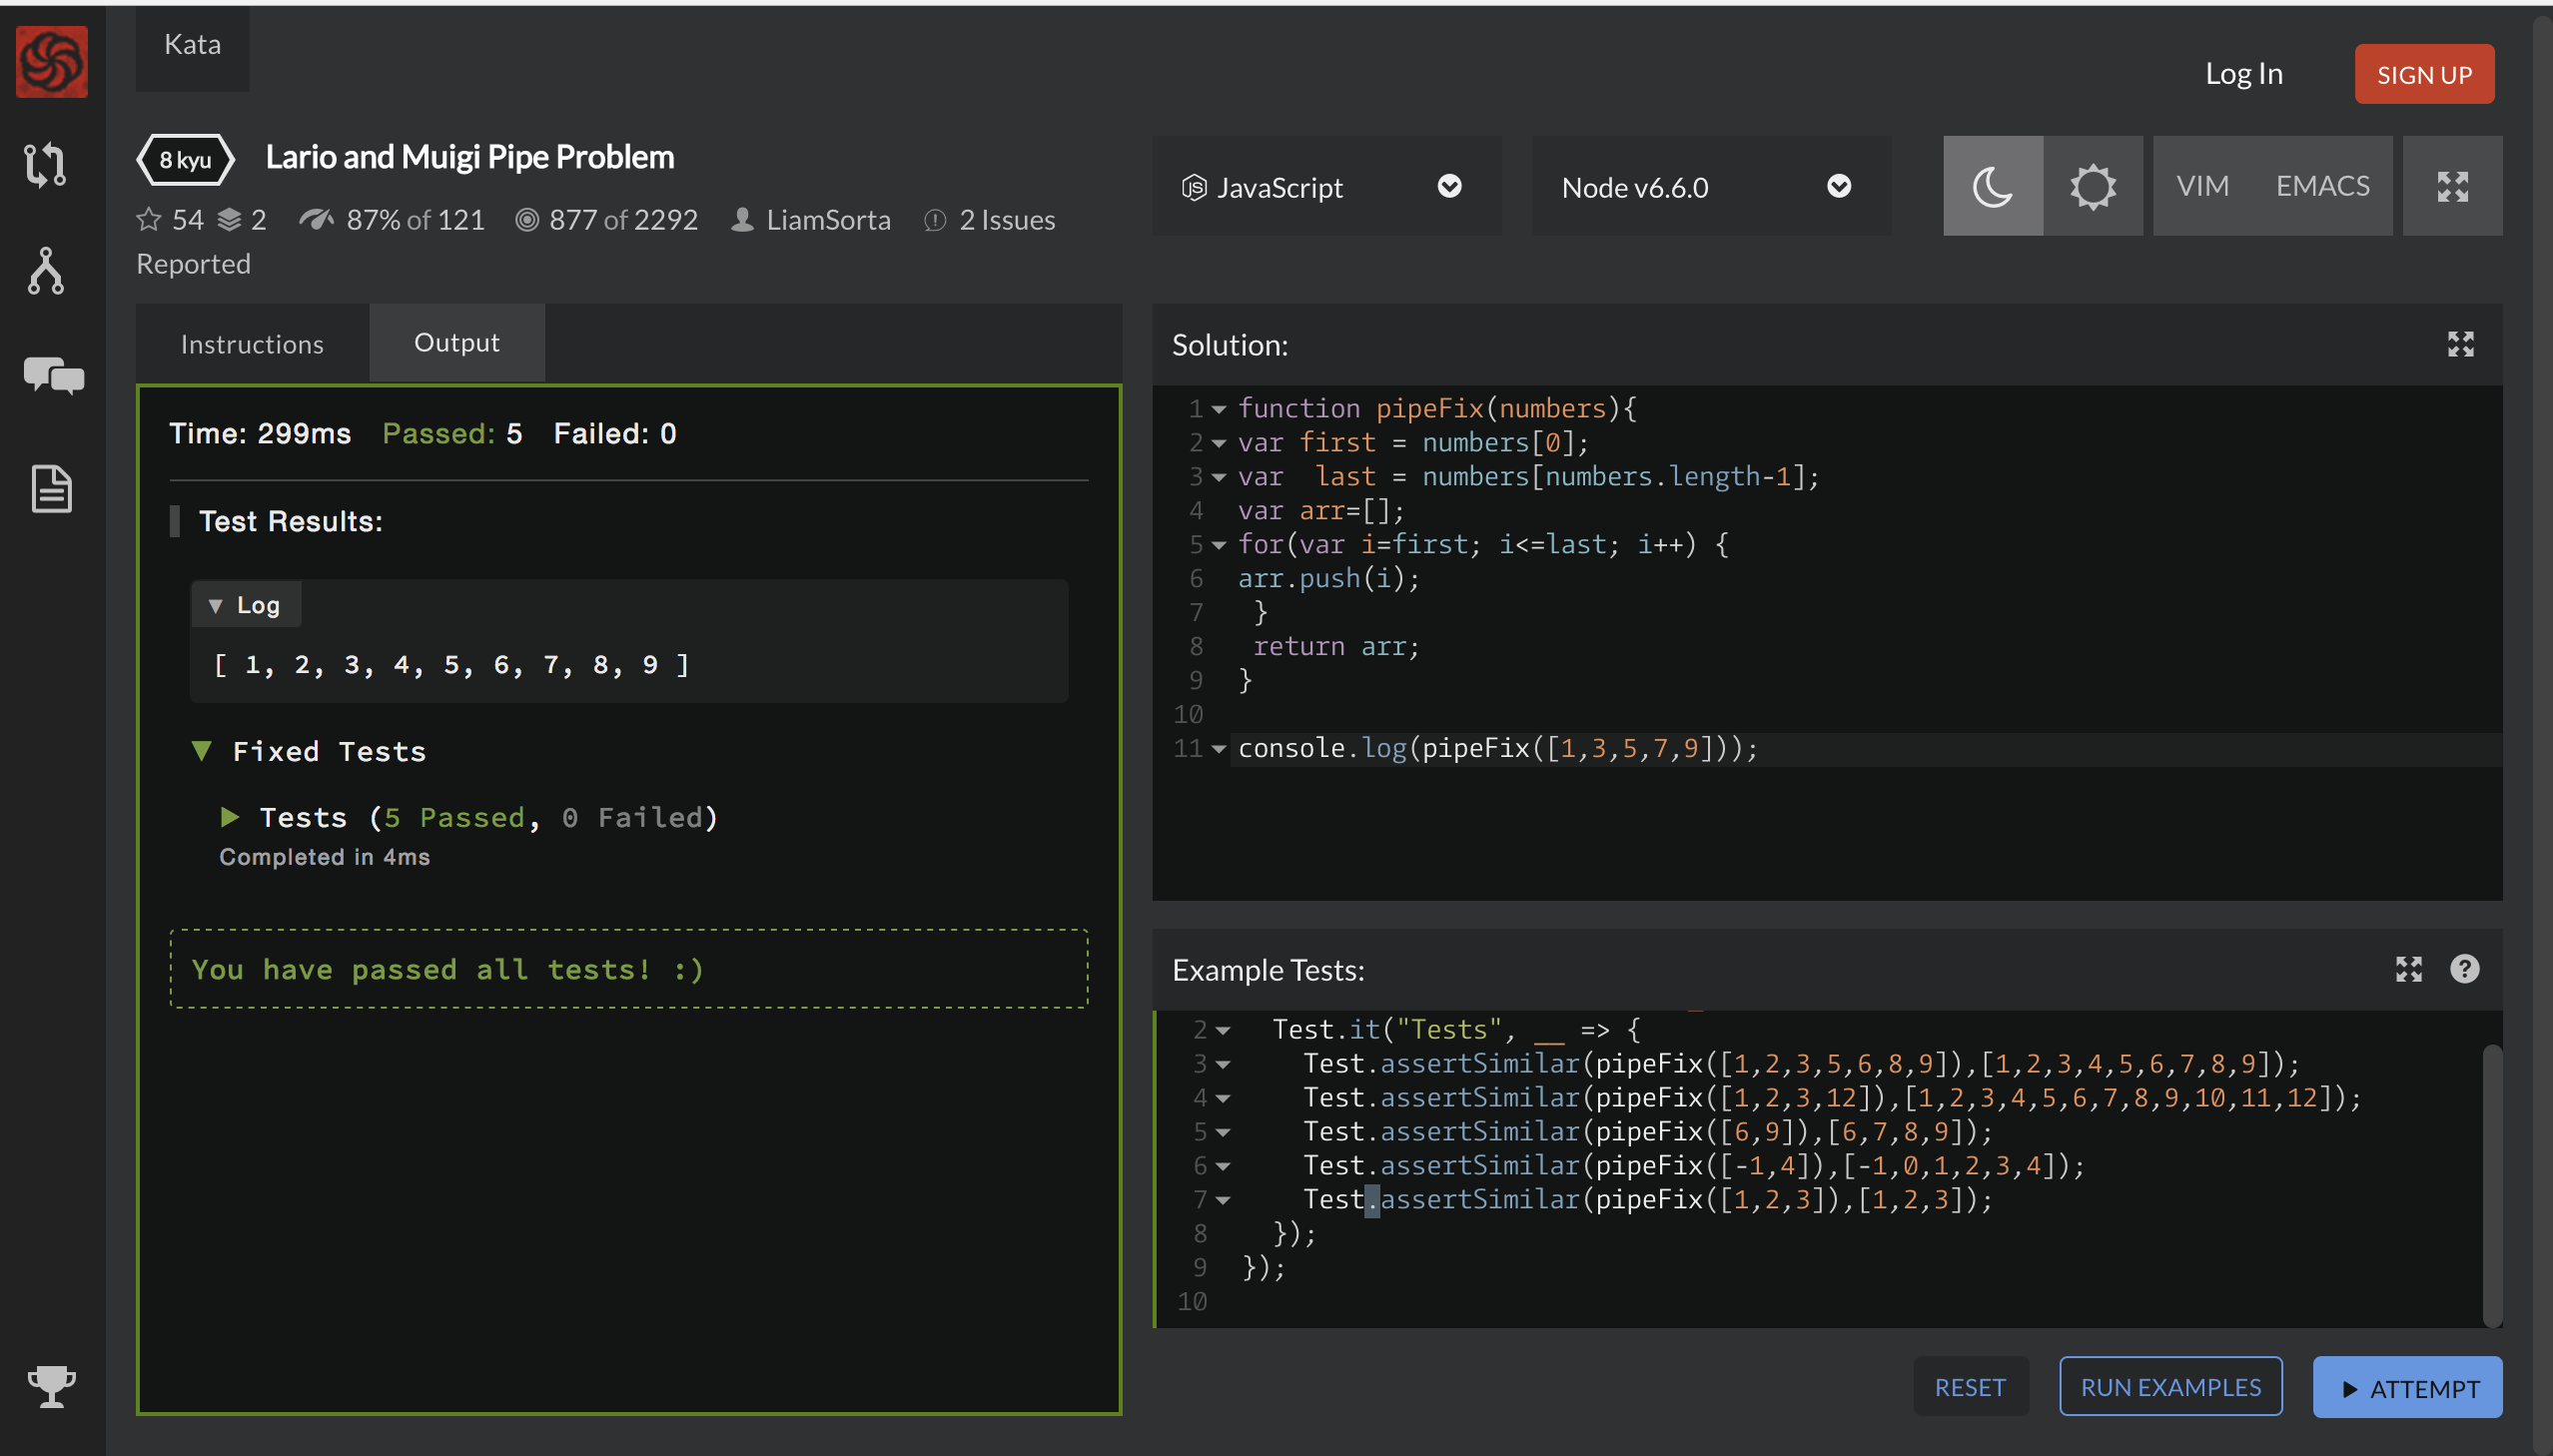 Kata
Log In
SIGN UP
8 kyu
Lario and Muigi Pipe Problem
54 2 87% of 121 877 of 2292 LiamSorta 2 Issues
Reported
JavaScript
Node v6.6.0
VIM
EMACS
Instructions
Output
Time: 299ms Passed: 5 Failed: 0
Test Results:
▼ Log
[ 1, 2, 3, 4, 5, 6, 7, 8, 9 ]
▼ Fixed Tests
▶ Tests (5 Passed, 0 Failed)
Completed in 4ms
You have passed all tests! :)
Solution:
1 function pipeFix(numbers){
2 var first = numbers[0];
3 var  last = numbers[numbers.length-1];
4 var arr=[];
5 for(var i=first; i<=last; i++) {
6 arr.push(i);
7  }
8  return arr;
9 }
10
11 console.log(pipeFix([1,3,5,7,9]));
Example Tests:
2   Test.it("Tests", __ => {
3     Test.assertSimilar(pipeFix([1,2,3,5,6,8,9]),[1,2,3,4,5,6,7,8,9]);
4     Test.assertSimilar(pipeFix([1,2,3,12]),[1,2,3,4,5,6,7,8,9,10,11,12]);
5     Test.assertSimilar(pipeFix([6,9]),[6,7,8,9]);
6     Test.assertSimilar(pipeFix([-1,4]),[-1,0,1,2,3,4]);
7     Test.assertSimilar(pipeFix([1,2,3]),[1,2,3]);
8   });
9 });
10
RESET
RUN EXAMPLES
▶ ATTEMPT